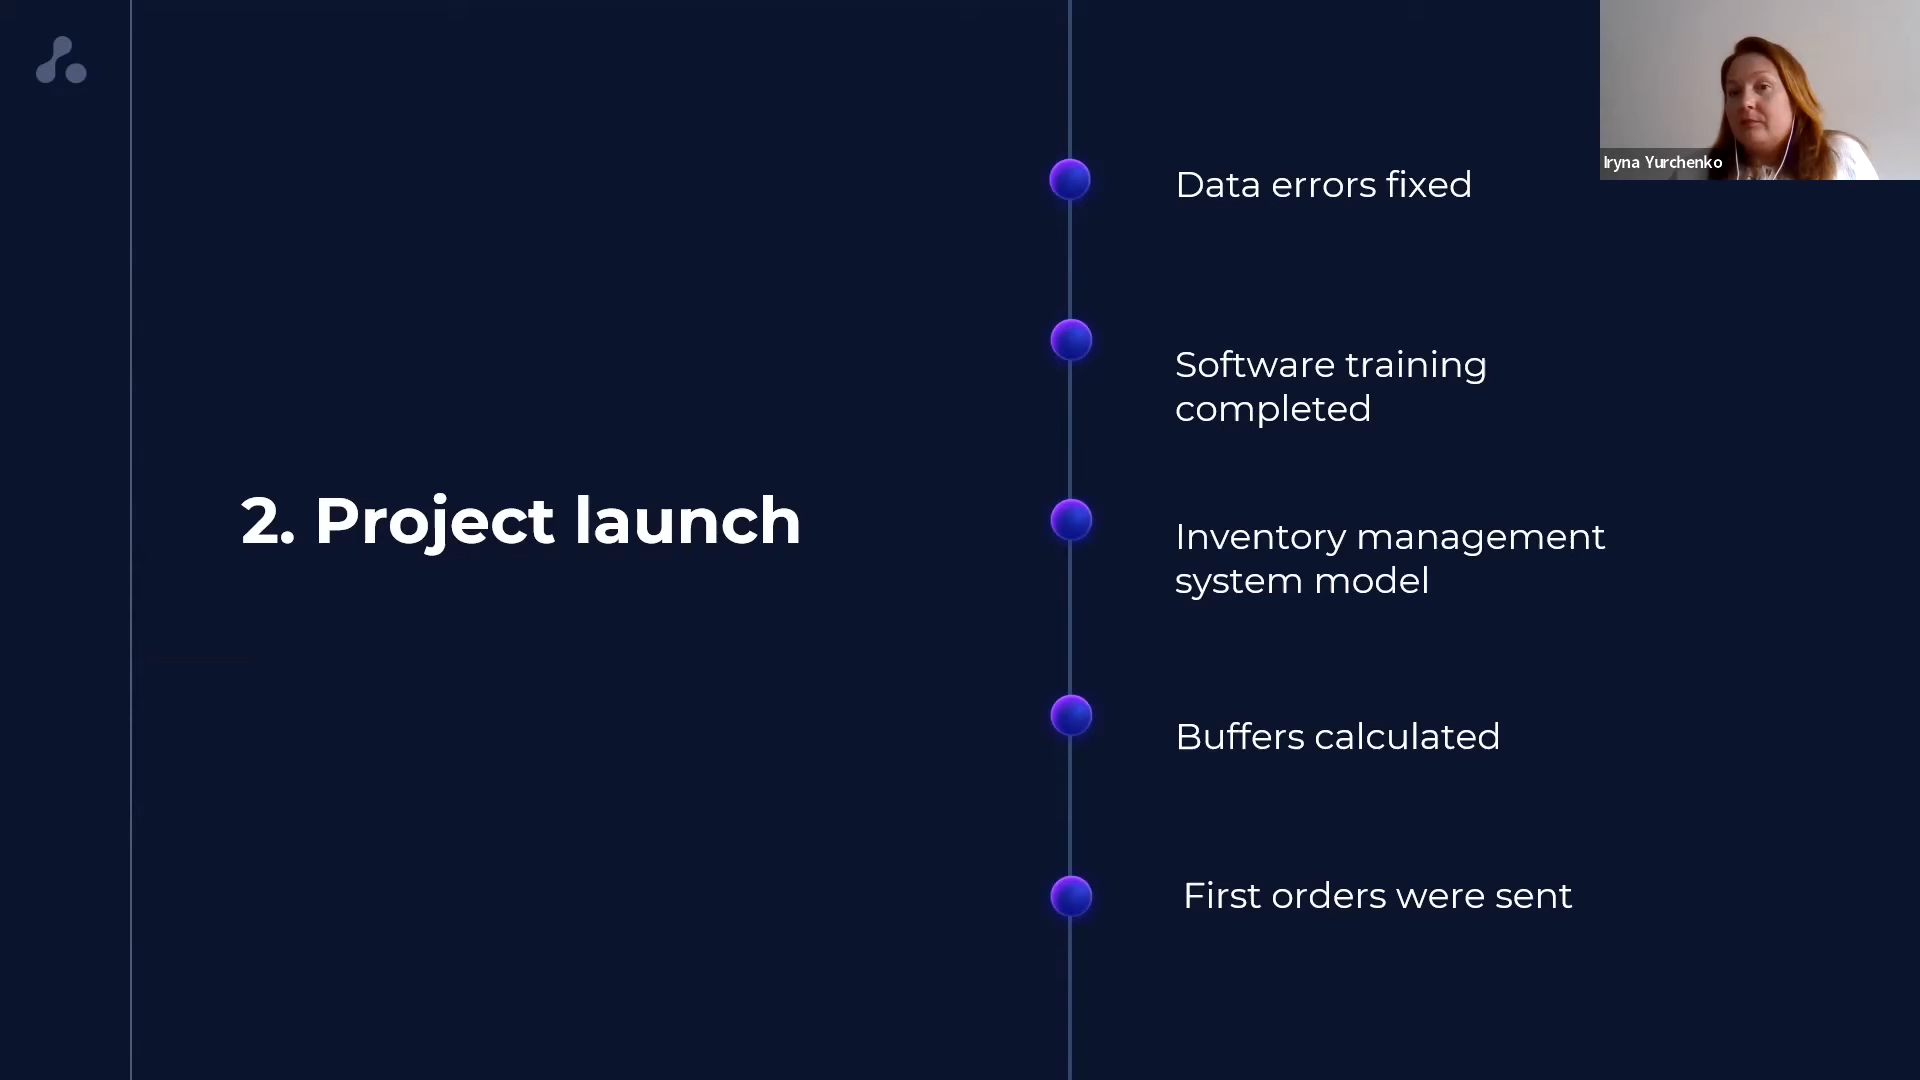 Iryna Yurchenko
2. Project launch
Data errors fixed
Software training
completed
Inventory management
system model
Buffers calculated
First orders were sent